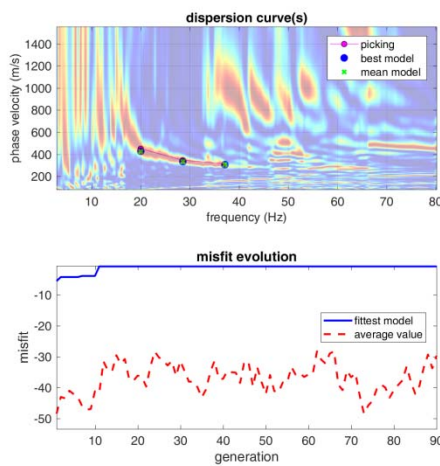 dispersion curve(s)
phase velocity (m/s)
1400
1200
1000
800
600
400
200
picking
best model
mean model
10 20 30 40 50 60 70 80
frequency (Hz)
misfit evolution
misfit
-10
-20
-30
-40
-50
fittest model
average value
10 20 30 40 50 60 70 80 90
generation